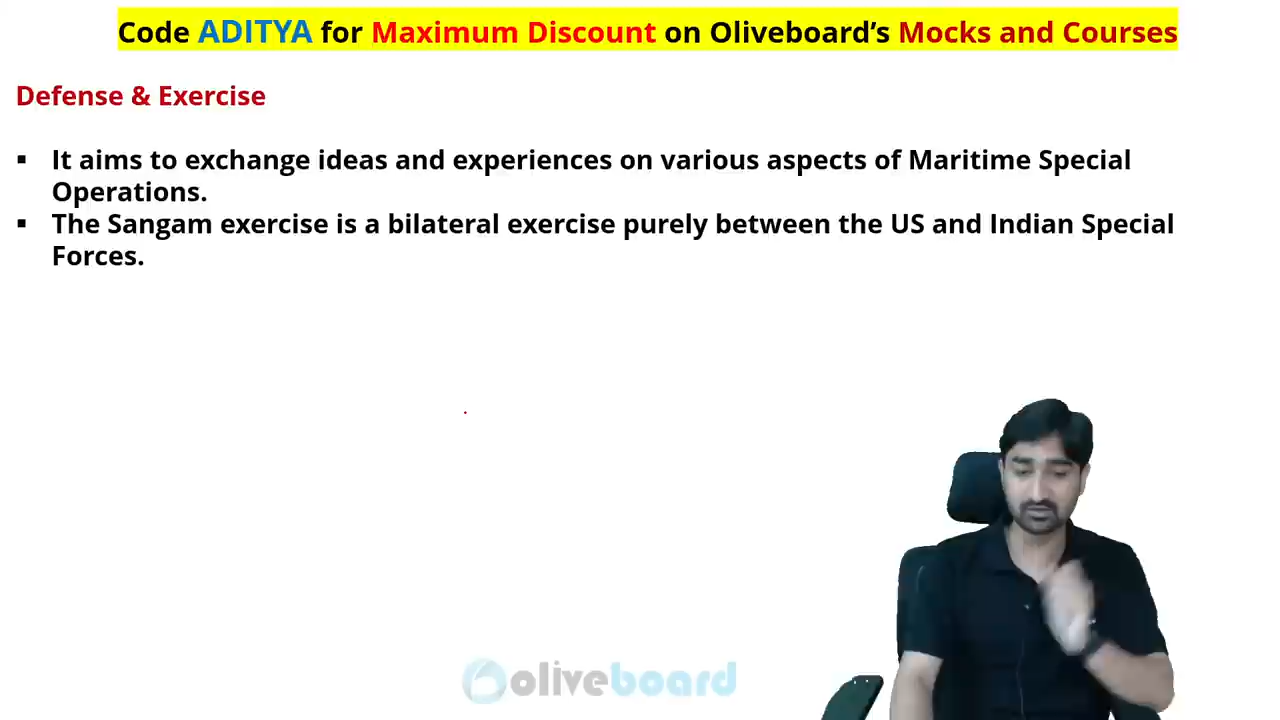 Code ADITYA for Maximum Discount on Oliveboard’s Mocks and Courses
Defense & Exercise
▪ It aims to exchange ideas and experiences on various aspects of Maritime Special
Operations.
▪ The Sangam exercise is a bilateral exercise purely between the US and Indian Special
Forces.
oliveboard